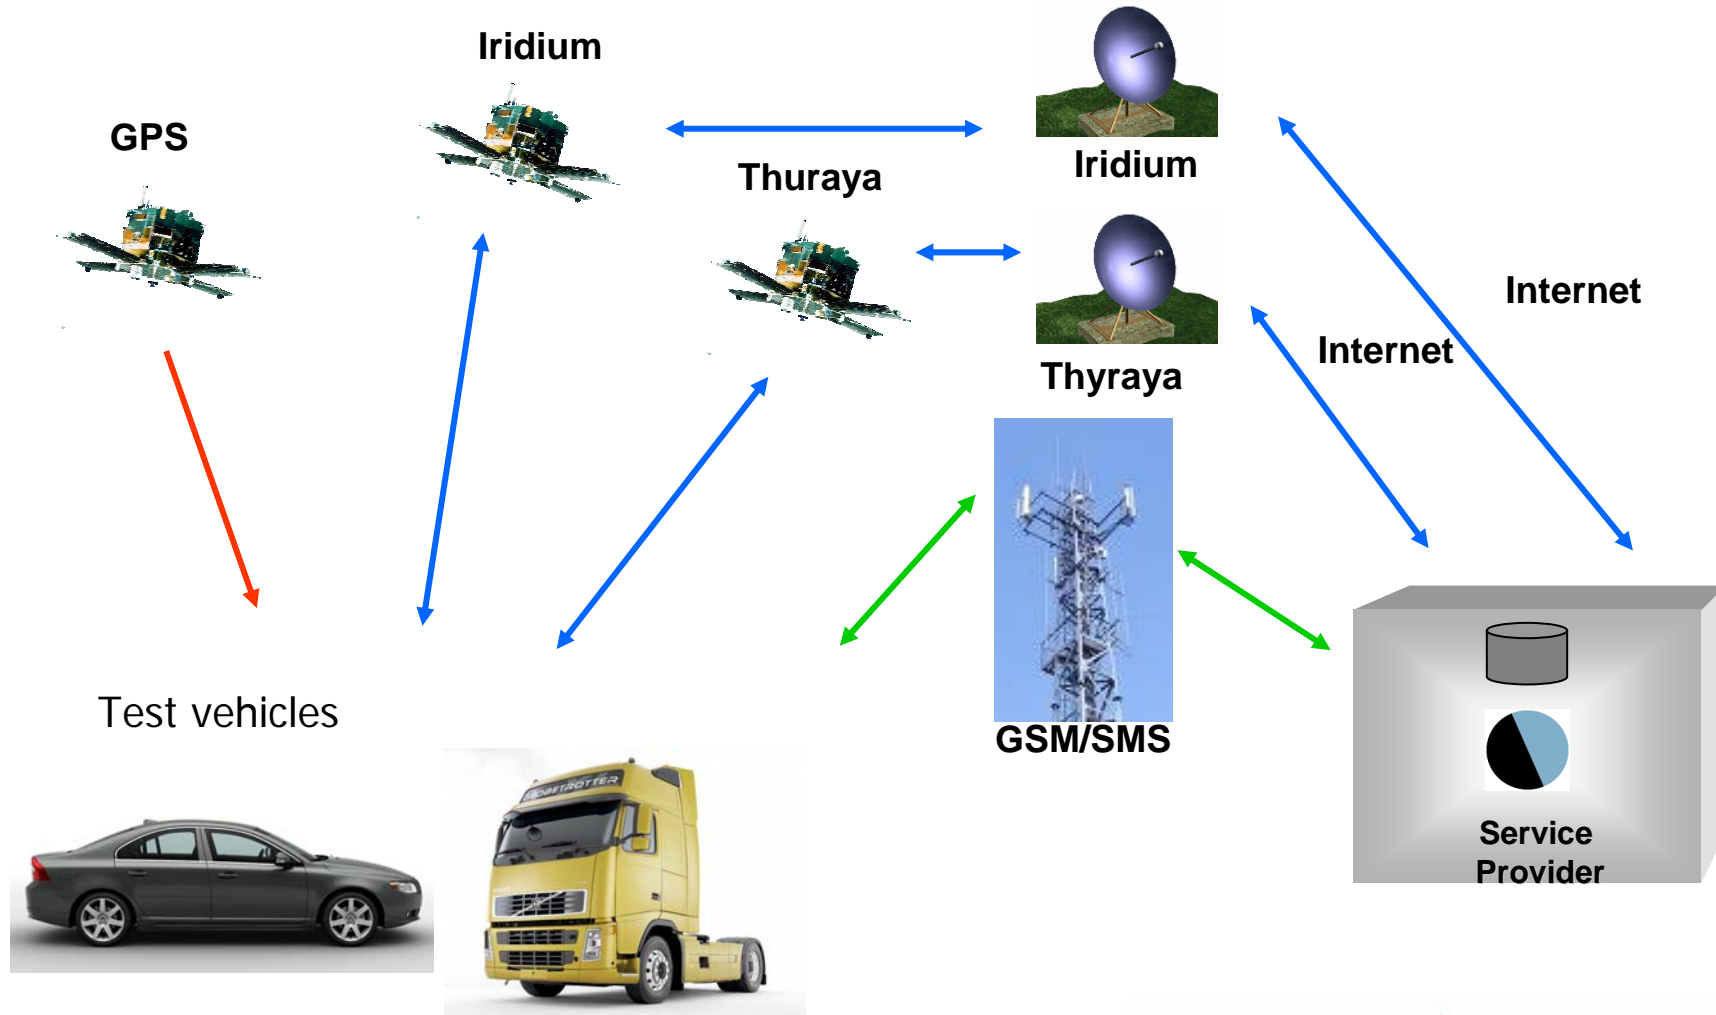 Iridium
GPS
Iridium
Thuraya
Internet
Internet
Thyraya
Test vehicles
GSM/SMS
Service
Provider